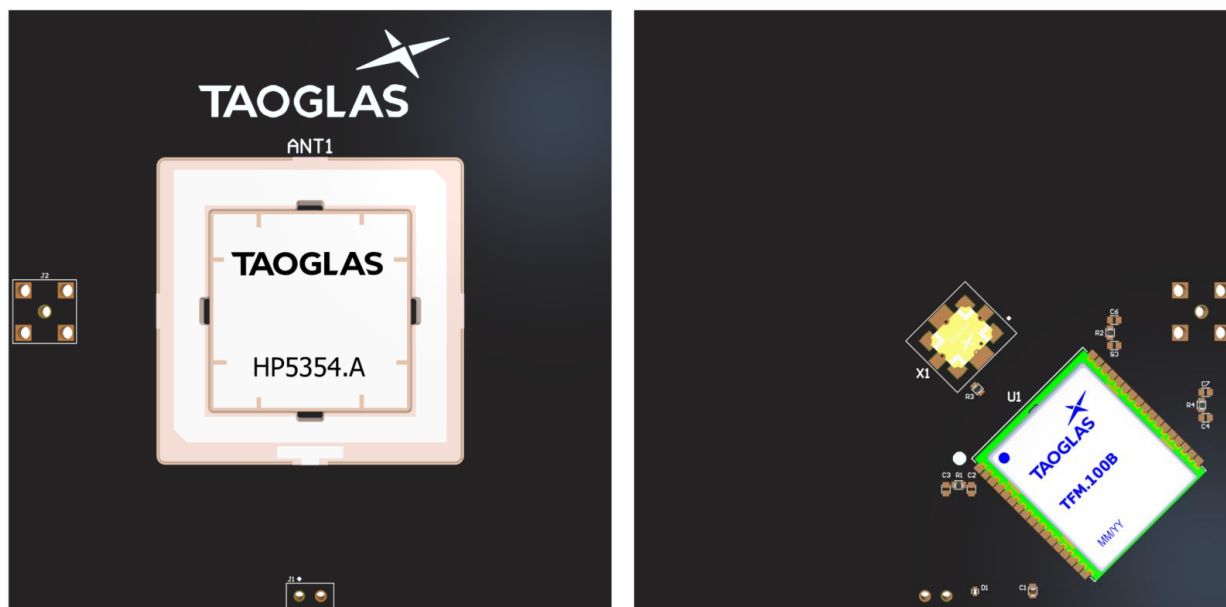 TAOGLAS
ANT1
TAOGLAS
HP5354.A
J2
J1
C6
R2
C5
X1
R3
U1
C7
R4
C4
TAOGLAS
TFM.100B
MM/YY
C3
R1
C2
D1
C1